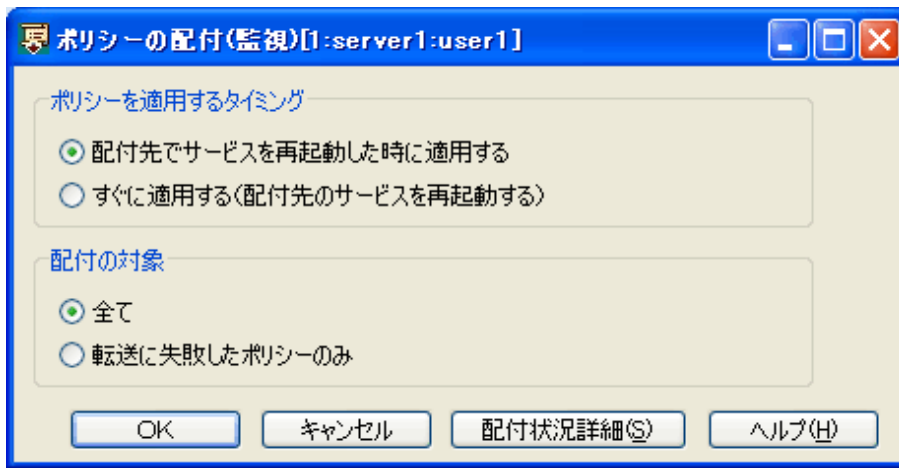 ポリシーの配付(監視)[1:server1:user1]
ポリシーを適用するタイミング
配付先でサービスを再起動した時に適用する
すぐに適用する(配付先のサービスを再起動する)
配付の対象
全て
転送に失敗したポリシーのみ
OK キャンセル 配付状況詳細(S) ヘルプ(H)